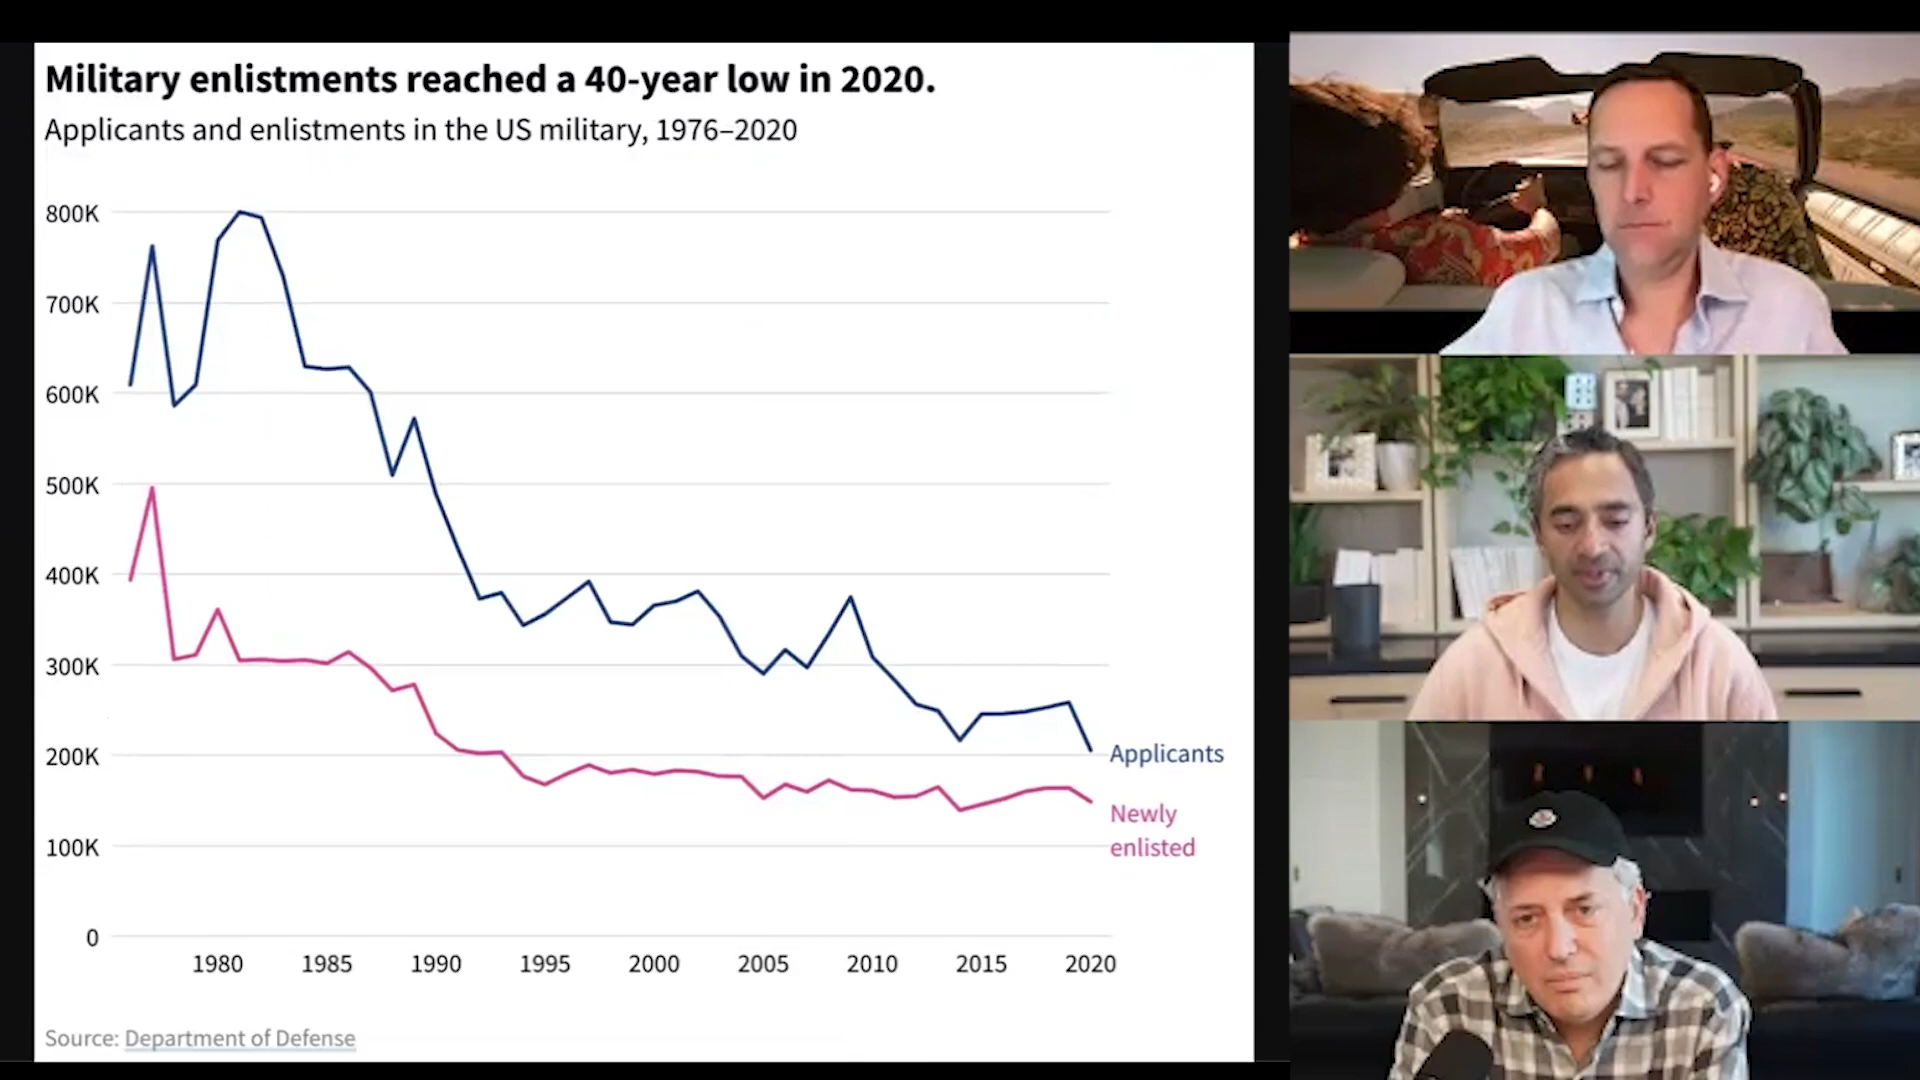 Military enlistments reached a 40-year low in 2020.
Applicants and enlistments in the US military, 1976–2020
800K
700K
600K
500K
400K
300K
200K
100K
0
Applicants
Newly
enlisted
1980 1985 1990 1995 2000 2005 2010 2015 2020
Source: Department of Defense